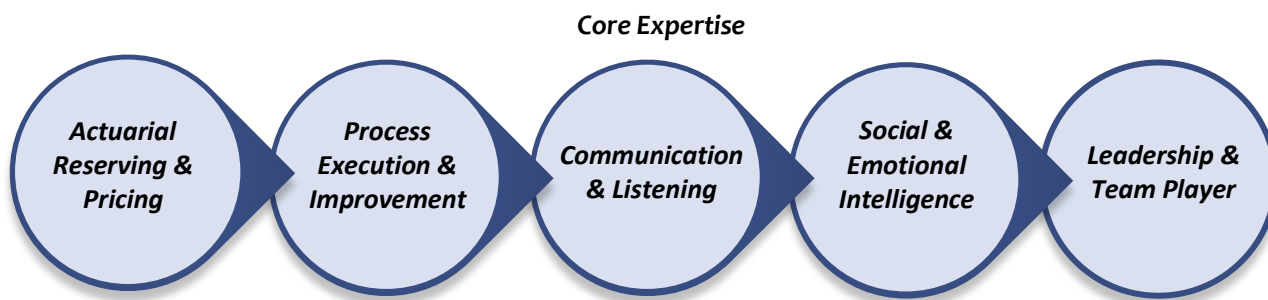 Core Expertise
Actuarial
Reserving &
Pricing
Process
Execution &
Improvement
Communication
& Listening
Social &
Emotional
Intelligence
Leadership &
Team Player